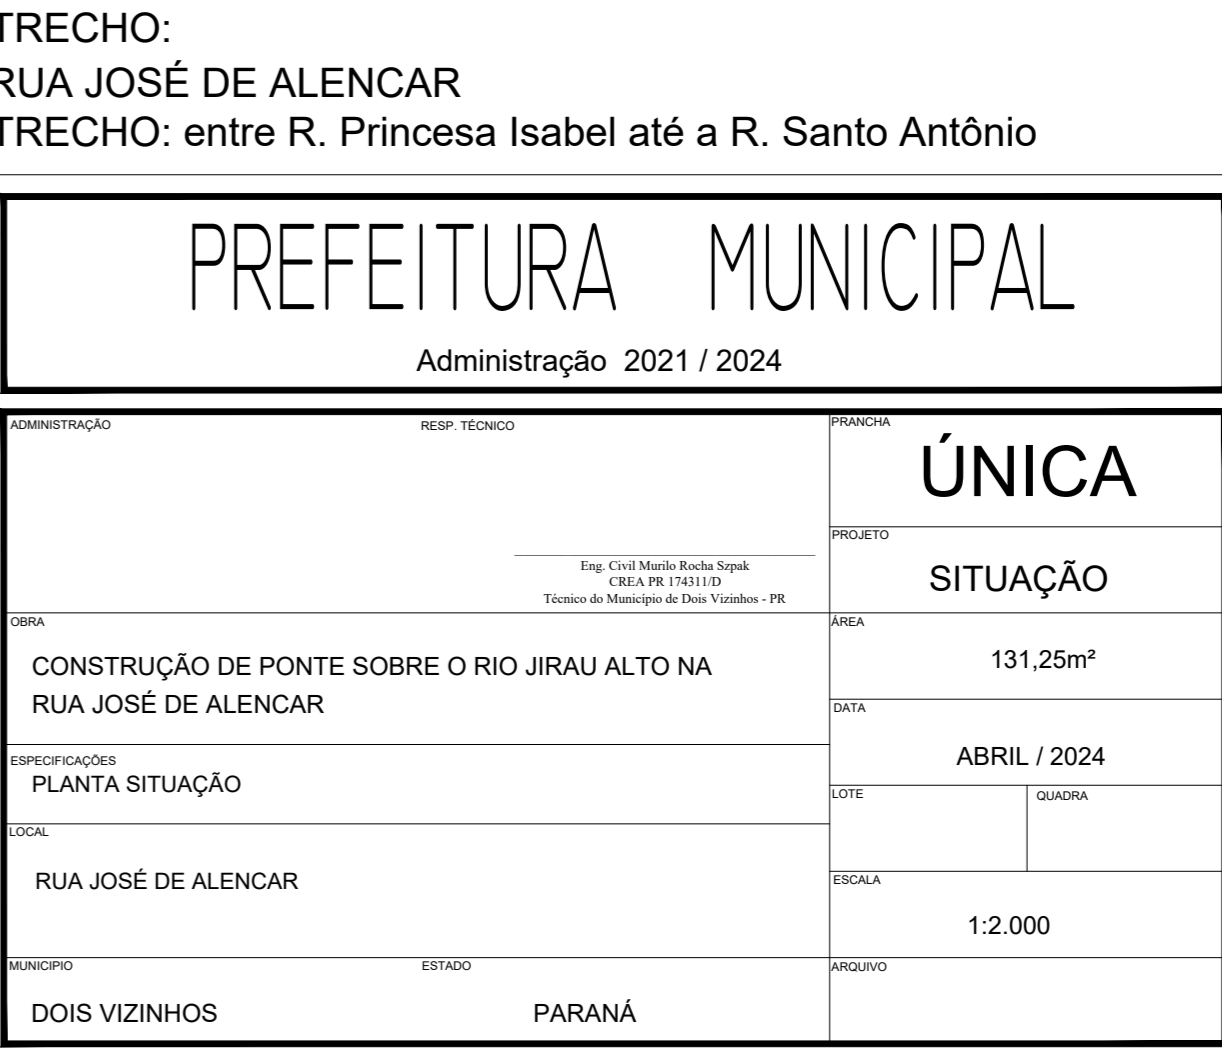 TRECHO:
RUA JOSÉ DE ALENCAR
TRECHO: entre R. Princesa Isabel até a R. Santo Antônio
PREFEITURA MUNICIPAL
Administração 2021 / 2024
ADMINISTRAÇÃO
RESP. TÉCNICO
Eng. Civil Murilo Rocha Szpak
CREA PR 174311/D
Técnico do Município de Dois Vizinhos - PR
PRANCHA
ÚNICA
PROJETO
SITUAÇÃO
OBRA
CONSTRUÇÃO DE PONTE SOBRE O RIO JIRAU ALTO NA
RUA JOSÉ DE ALENCAR
ÁREA
131,25m²
DATA
ABRIL / 2024
ESPECIFICAÇÕES
PLANTA SITUAÇÃO
LOTE
QUADRA
LOCAL
RUA JOSÉ DE ALENCAR
ESCALA
1:2.000
MUNICIPIO
DOIS VIZINHOS
ESTADO
PARANÁ
ARQUIVO